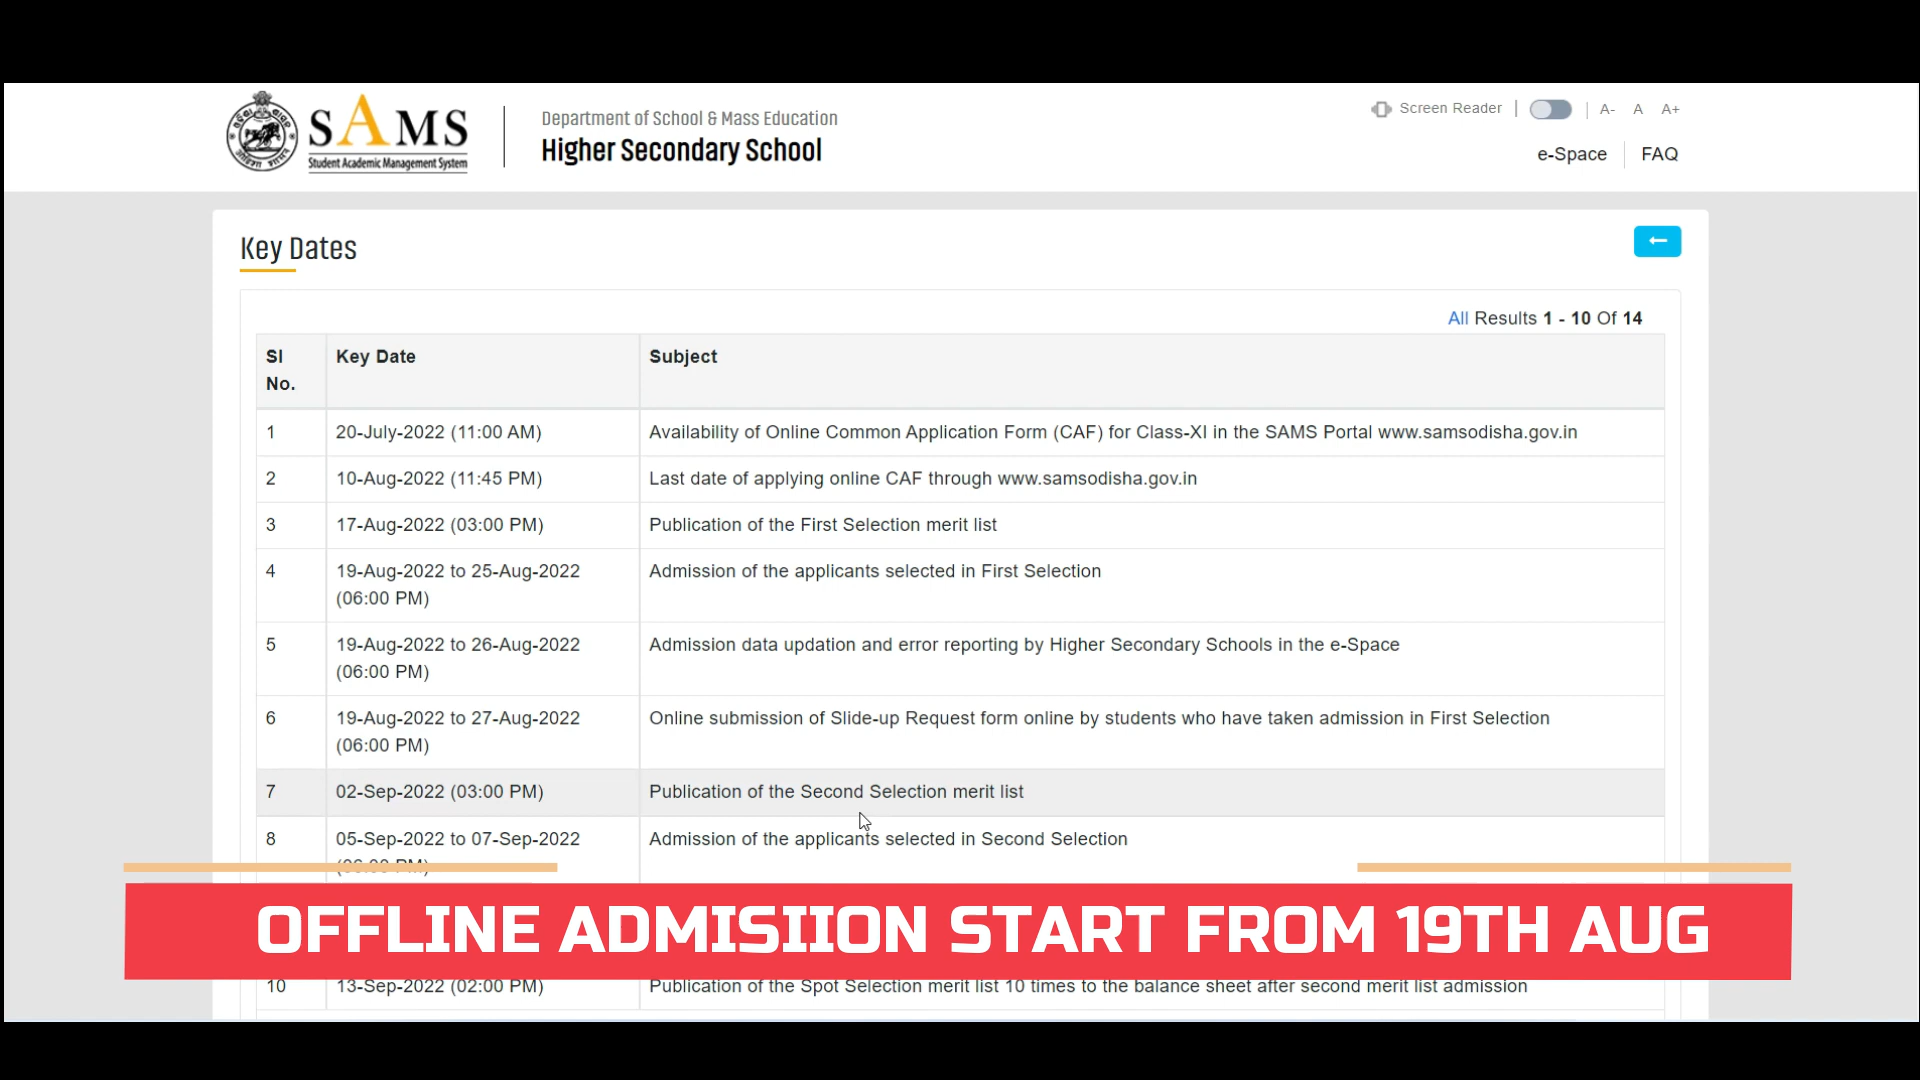 SAMS
Student Academic Management System
Department of School & Mass Education
Higher Secondary School
Screen Reader | | A- A A+
e-Space FAQ
Key Dates
All Results 1 - 10 Of 14
Sl No. Key Date Subject
1 20-July-2022 (11:00 AM) Availability of Online Common Application Form (CAF) for Class-XI in the SAMS Portal www.samsodisha.gov.in
2 10-Aug-2022 (11:45 PM) Last date of applying online CAF through www.samsodisha.gov.in
3 17-Aug-2022 (03:00 PM) Publication of the First Selection merit list
4 19-Aug-2022 to 25-Aug-2022 (06:00 PM) Admission of the applicants selected in First Selection
5 19-Aug-2022 to 26-Aug-2022 (06:00 PM) Admission data updation and error reporting by Higher Secondary Schools in the e-Space
6 19-Aug-2022 to 27-Aug-2022 (06:00 PM) Online submission of Slide-up Request form online by students who have taken admission in First Selection
7 02-Sep-2022 (03:00 PM) Publication of the Second Selection merit list
8 05-Sep-2022 to 07-Sep-2022 Admission of the applicants selected in Second Selection
OFFLINE ADMISIION START FROM 19TH AUG
10 13-Sep-2022 (02:00 PM) Publication of the Spot Selection merit list 10 times to the balance sheet after second merit list admission